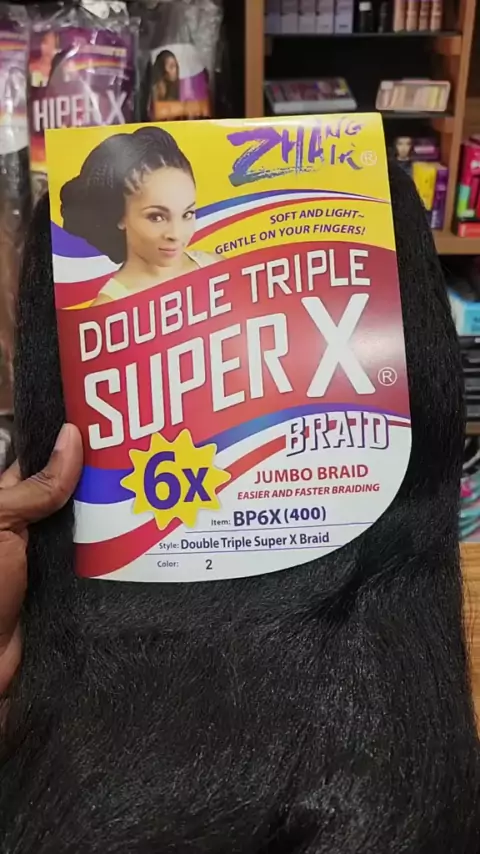 HIPER X
ZHANG
HAIR®
SOFT AND LIGHT~
GENTLE ON YOUR FINGERS!
DOUBLE TRIPLE
SUPER X®
BRAID
6x
JUMBO BRAID
EASIER AND FASTER BRAIDING
Item: BP6X(400)
Style: Double Triple Super X Braid
Color: 2